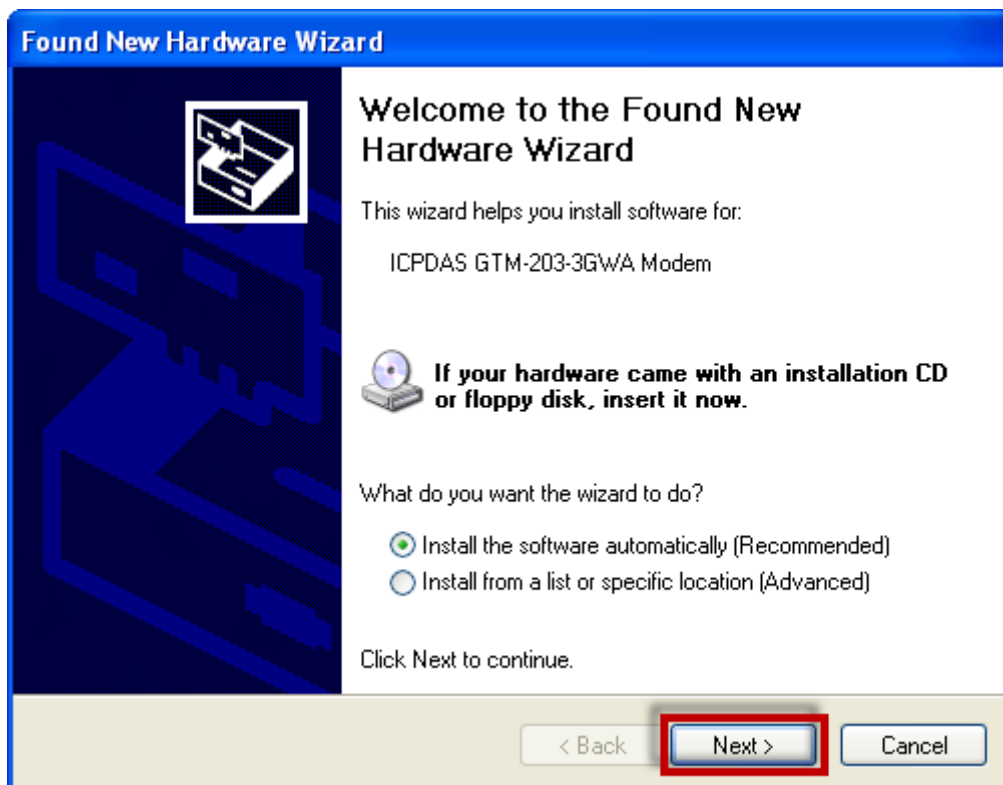 Found New Hardware Wizard
Welcome to the Found New
Hardware Wizard
This wizard helps you install software for:
ICPDAS GTM-203-3GWA Modem
If your hardware came with an installation CD
or floppy disk, insert it now.
What do you want the wizard to do?
Install the software automatically (Recommended)
Install from a list or specific location (Advanced)
Click Next to continue.
< Back Next > Cancel